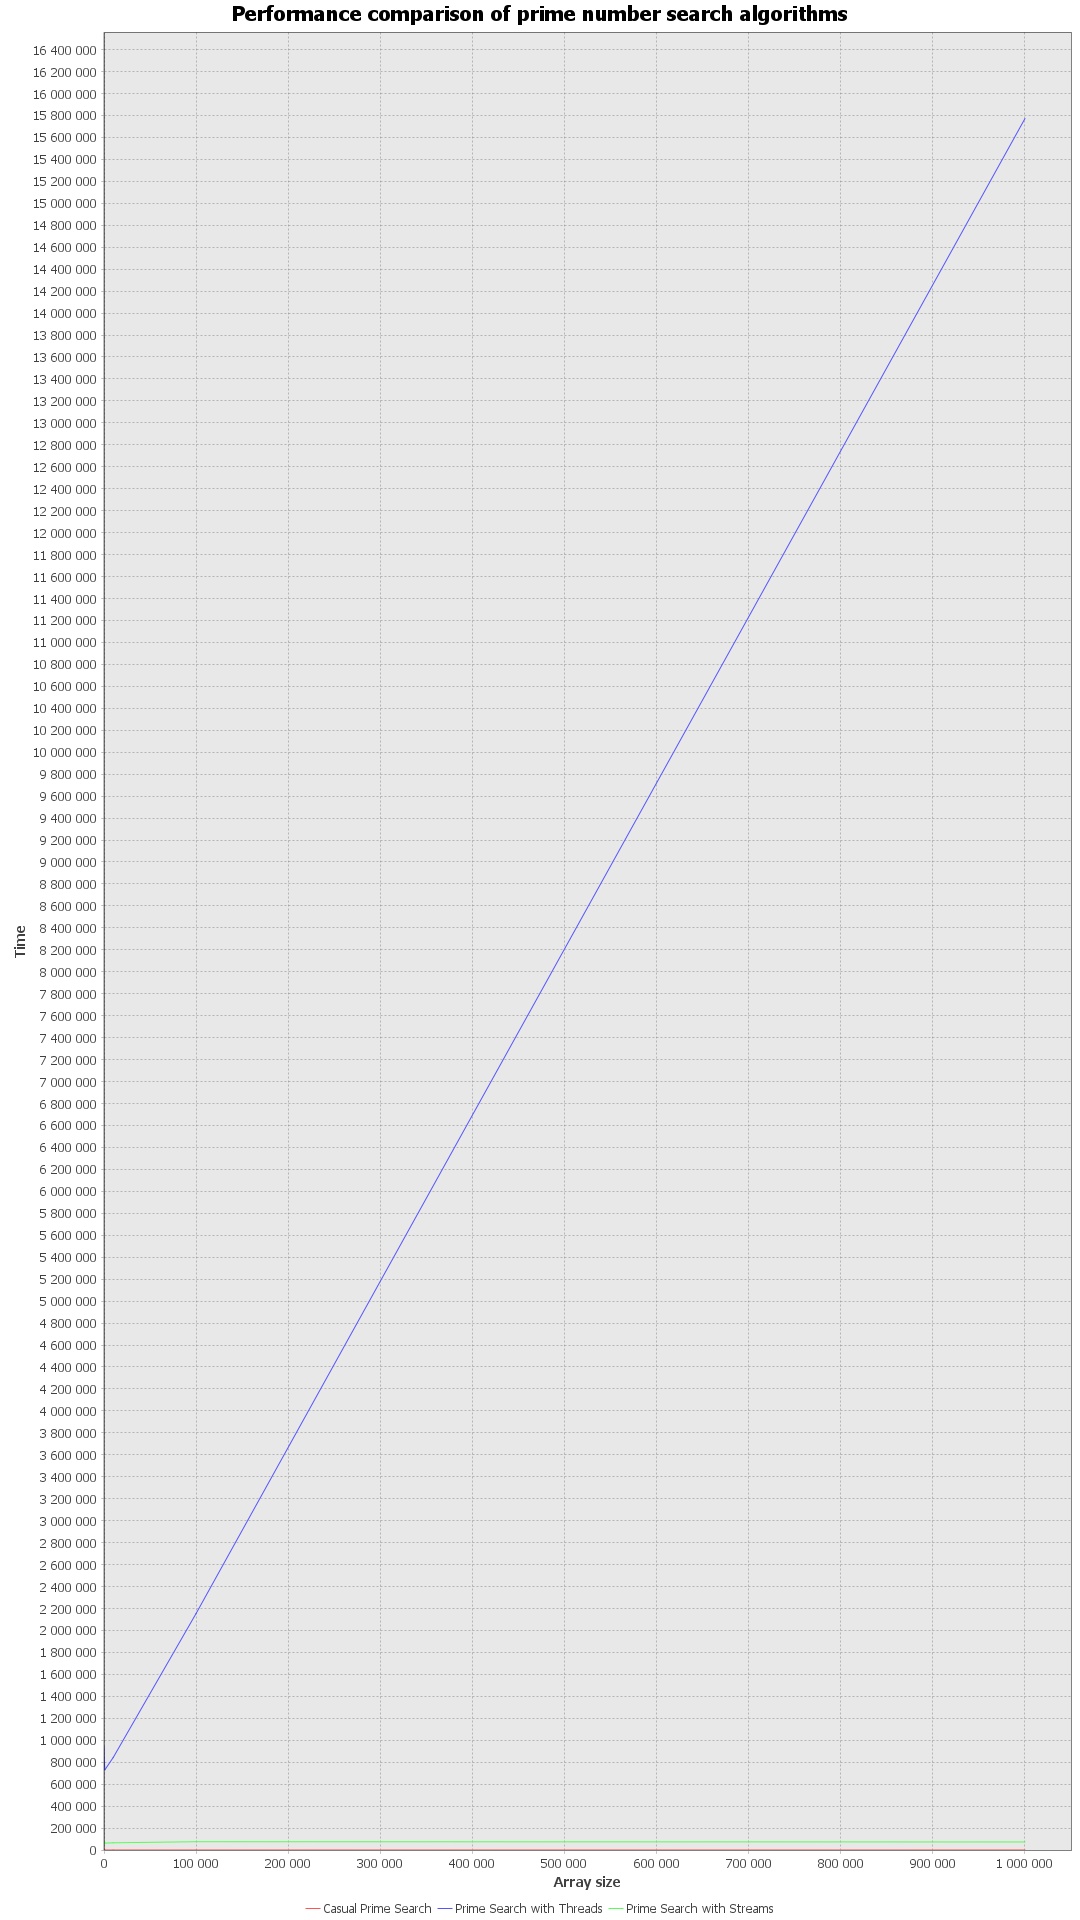 Performance comparison of prime number search algorithms
16 400 000
16 200 000
16 000 000
15 800 000
15 600 000
15 400 000
15 200 000
15 000 000
14 800 000
14 600 000
14 400 000
14 200 000
14 000 000
13 800 000
13 600 000
13 400 000
13 200 000
13 000 000
12 800 000
12 600 000
12 400 000
12 200 000
12 000 000
11 800 000
11 600 000
11 400 000
11 200 000
11 000 000
10 800 000
10 600 000
10 400 000
10 200 000
10 000 000
9 800 000
9 600 000
9 400 000
9 200 000
9 000 000
8 800 000
8 600 000
8 400 000
8 200 000
8 000 000
7 800 000
7 600 000
7 400 000
7 200 000
7 000 000
6 800 000
6 600 000
6 400 000
6 200 000
6 000 000
5 800 000
5 600 000
5 400 000
5 200 000
5 000 000
4 800 000
4 600 000
4 400 000
4 200 000
4 000 000
3 800 000
3 600 000
3 400 000
3 200 000
3 000 000
2 800 000
2 600 000
2 400 000
2 200 000
2 000 000
1 800 000
1 600 000
1 400 000
1 200 000
1 000 000
800 000
600 000
400 000
200 000
0
Time
0 100 000 200 000 300 000 400 000 500 000 600 000 700 000 800 000 900 000 1 000 000
Array size
Casual Prime Search Prime Search with Threads Prime Search with Streams